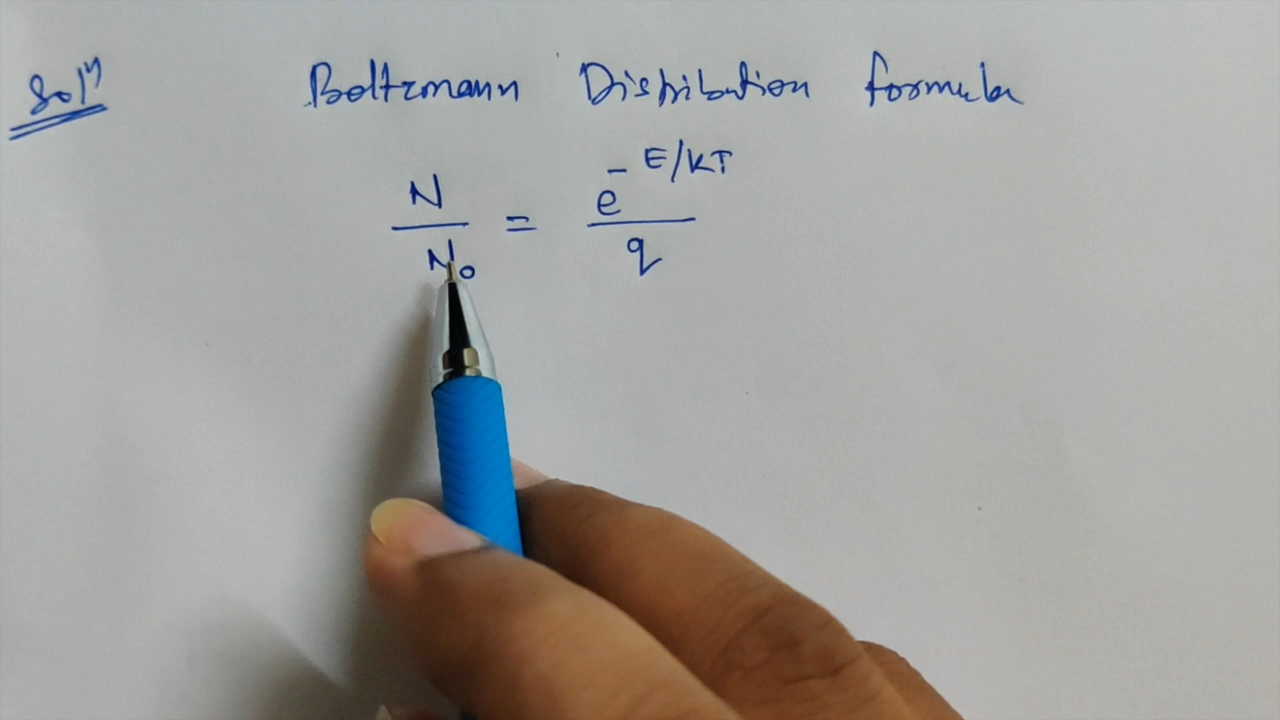 Soln Boltzmann Distribution formula
N/N₀ = e^-E/KT / q